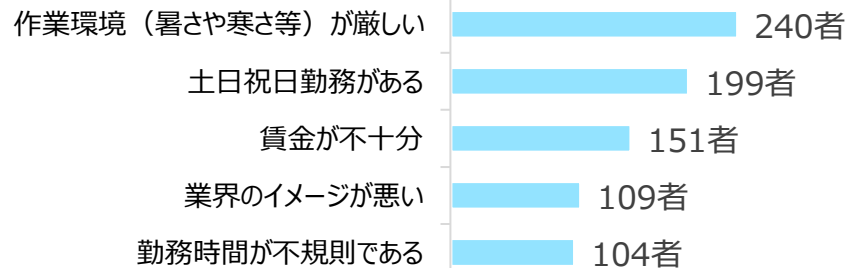 作業環境（暑さや寒さ等）が厳しい 240者
土日祝日勤務がある 199者
賃金が不十分 151者
業界のイメージが悪い 109者
勤務時間が不規則である 104者